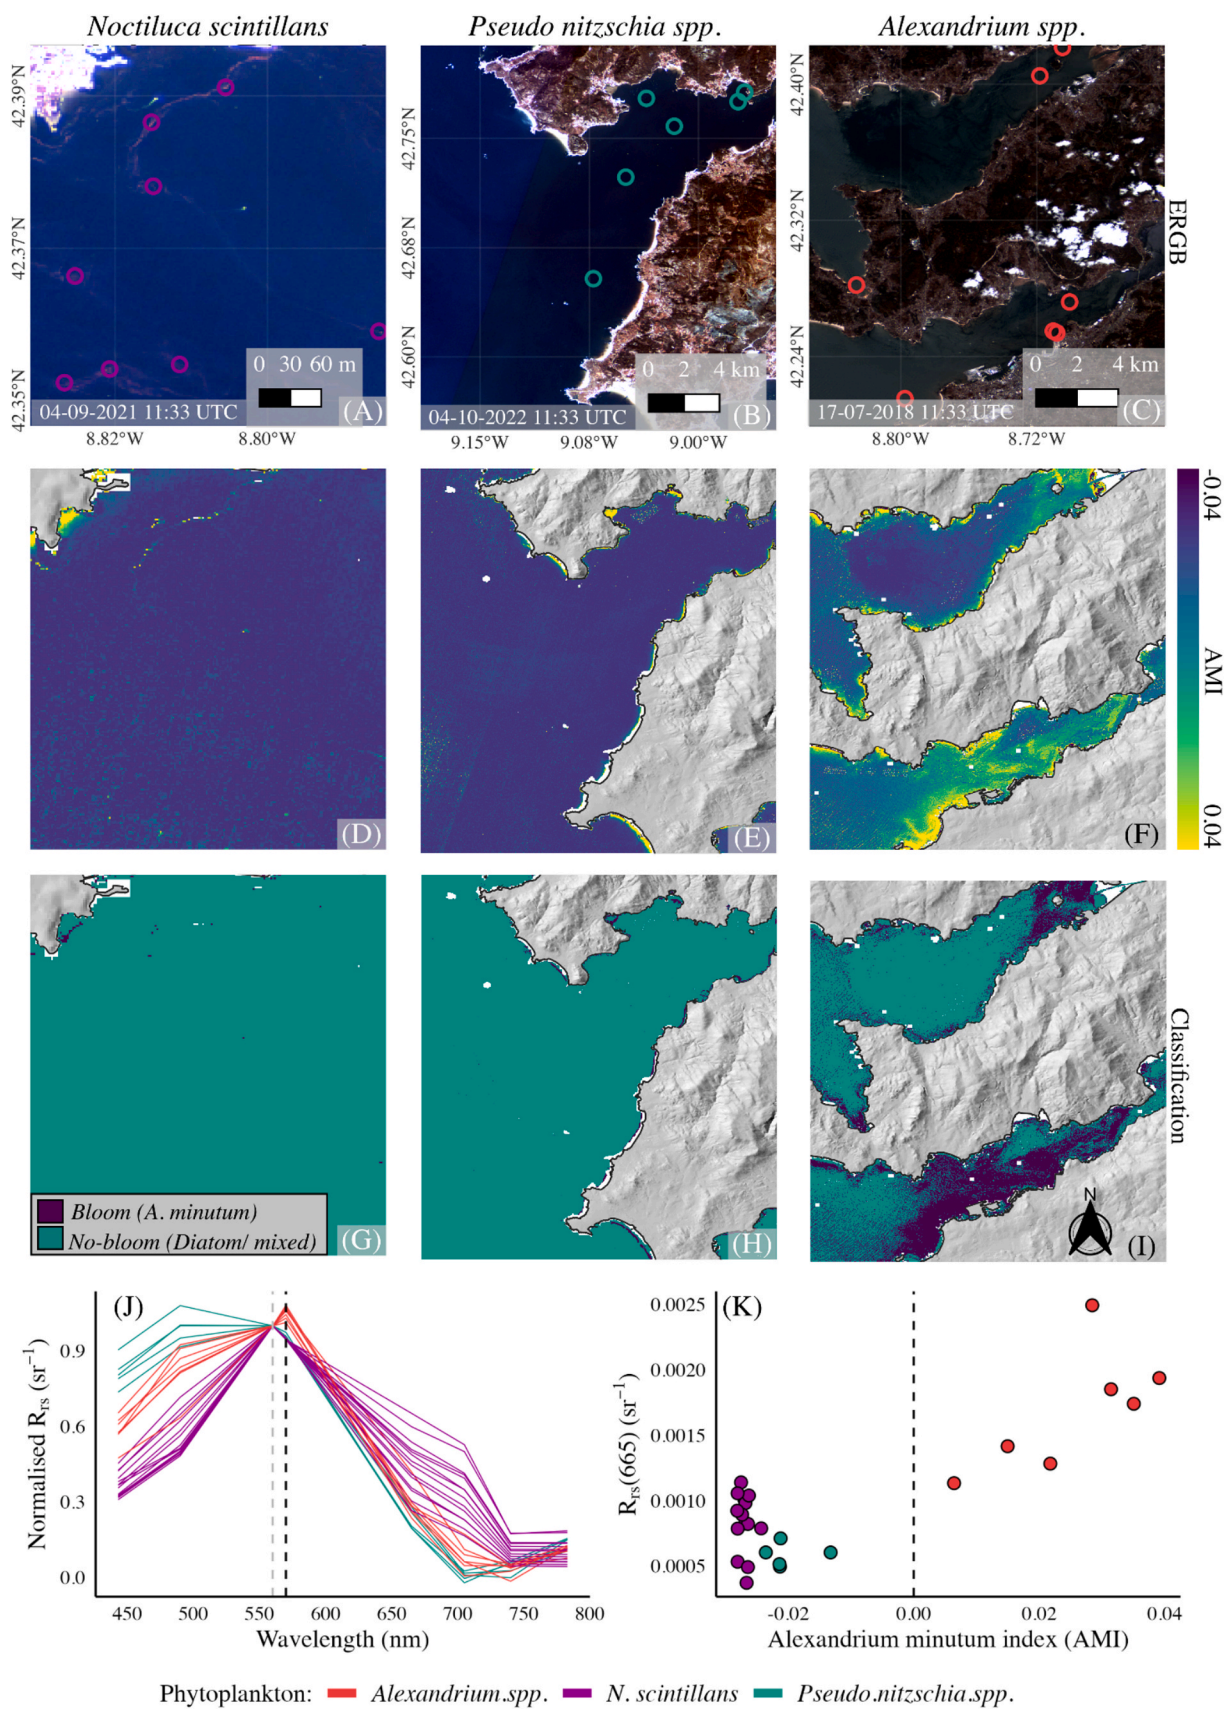 Noctiluca scintillans
Pseudo nitzschia spp.
Alexandrium spp.
42.39°N
42.37°N
42.35°N
0 30 60 m
04-09-2021 11:33 UTC
(A)
8.82°W 8.80°W
42.75°N
42.68°N
42.60°N
0 2 4 km
04-10-2022 11:33 UTC
(B)
9.15°W 9.08°W 9.00°W
42.40°N
42.32°N
42.24°N
0 2 4 km
17-07-2018 11:33 UTC
(C)
8.80°W 8.72°W
ERGB
(D)
(E)
(F)
-0.04
AMI
0.04
Bloom (A. minutum)
No-bloom (Diatom/ mixed)
(G)
(H)
N
(I)
Classification
(J)
Normalised Rrs (sr−1)
0.9
0.6
0.3
0.0
450 500 550 600 650 700 750 800
Wavelength (nm)
(K)
Rrs(665) (sr−1)
0.0025
0.0020
0.0015
0.0010
0.0005
-0.02 0.00 0.02 0.04
Alexandrium minutum index (AMI)
Phytoplankton: Alexandrium.spp. N. scintillans Pseudo.nitzschia.spp.